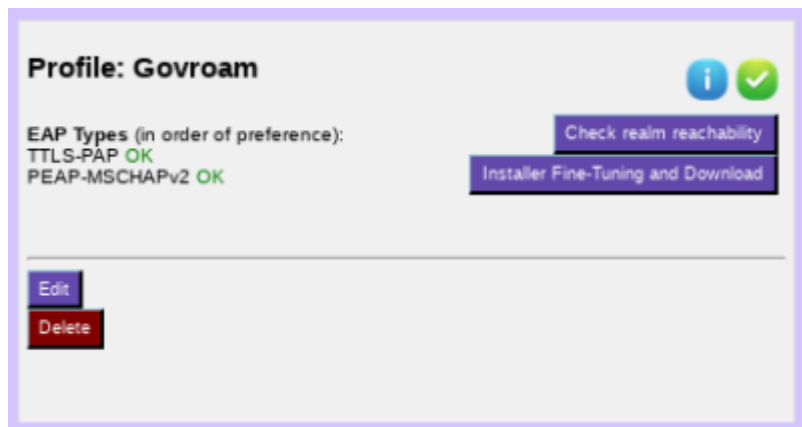 Profile: Govroam
i
EAP Types (in order of preference):
TTLS-PAP OK
PEAP-MSCHAPv2 OK
Check realm reachability
Installer Fine-Tuning and Download
Edit
Delete